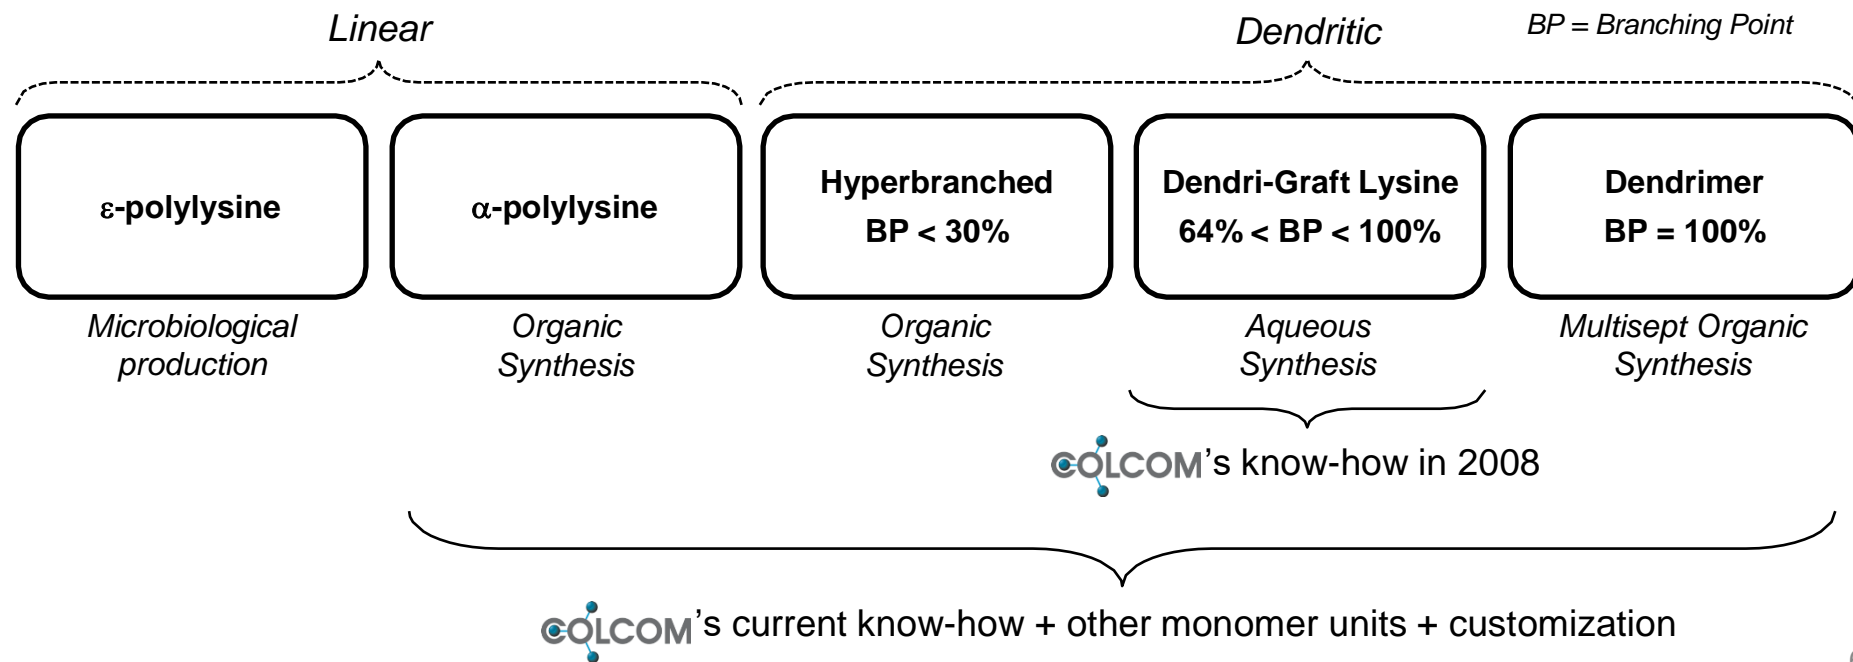 Linear
Dendritic
BP = Branching Point
ε-polylysine
α-polylysine
Hyperbranched
BP < 30%
Dendri-Graft Lysine
64% < BP < 100%
Dendrimer
BP = 100%
Microbiological
production
Organic
Synthesis
Organic
Synthesis
Aqueous
Synthesis
Multisept Organic
Synthesis
COLCOM's know-how in 2008
COLCOM's current know-how + other monomer units + customization